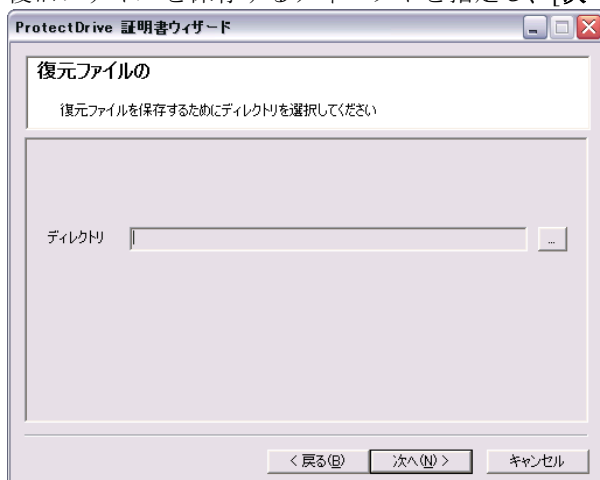 ProtectDrive 証明書ウィザード
復元ファイルの
復元ファイルを保存するためにディレクトリを選択してください
ディレクトリ
...
< 戻る(B)
次へ(N) >
キャンセル